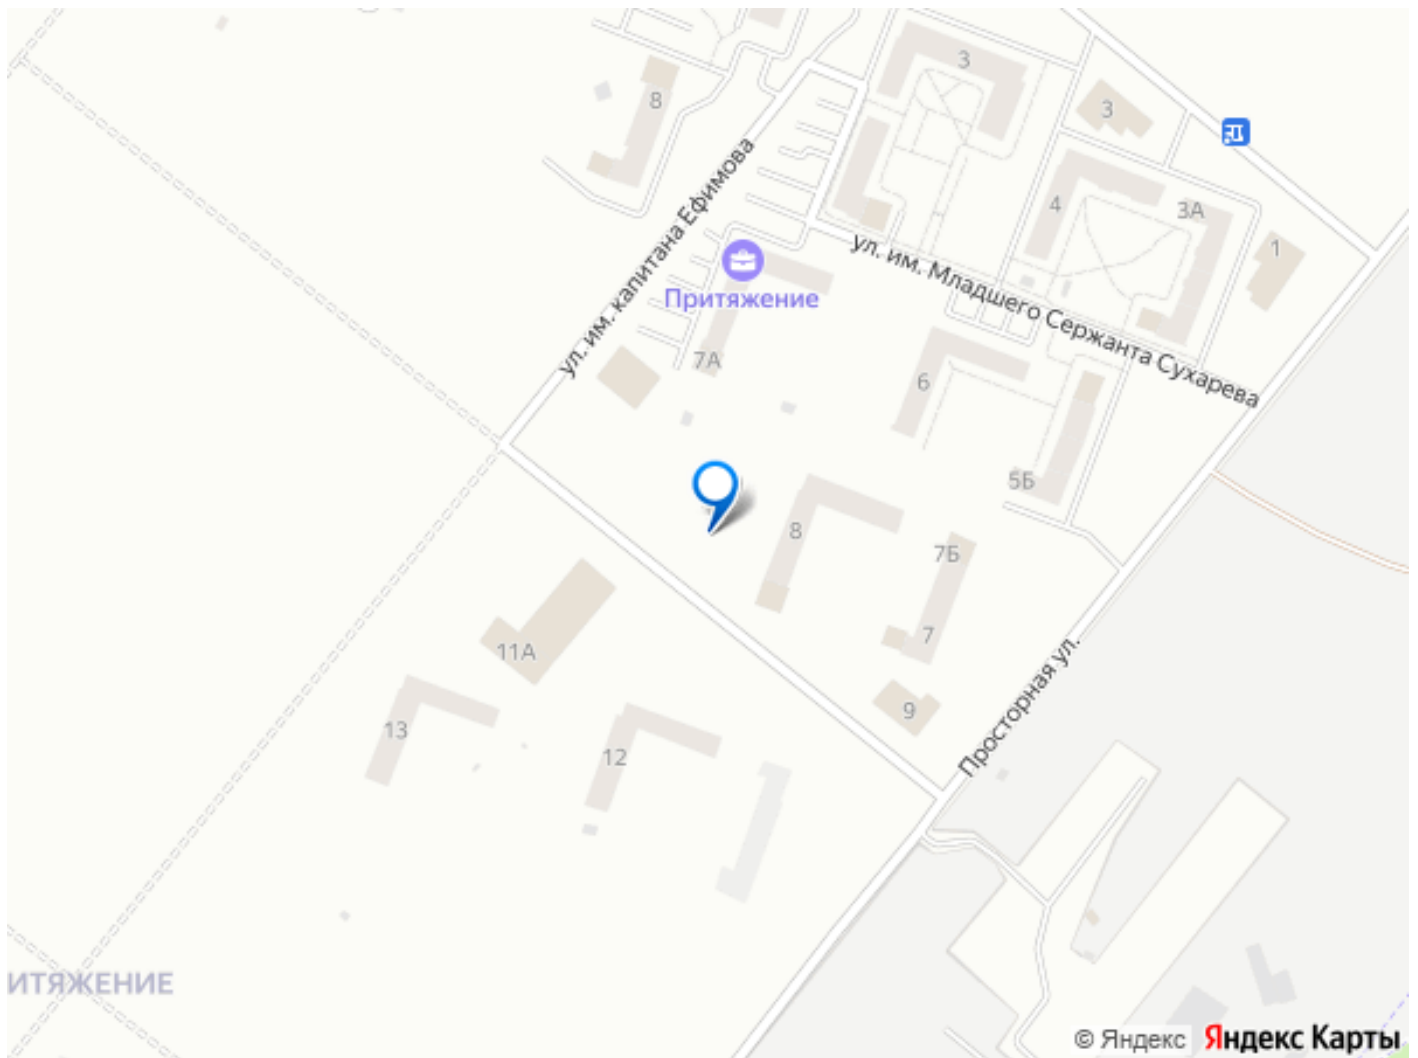 3
8
3
ул. им. капитана Ефимова
4
3А
1
ул. им. Младшего Сержанта Сухарева
Притяжение
7А
6
5Б
8
7Б
7
11А
9
Просторная ул.
13
12
ИТЯЖЕНИЕ
© Яндекс Яндекс Карты